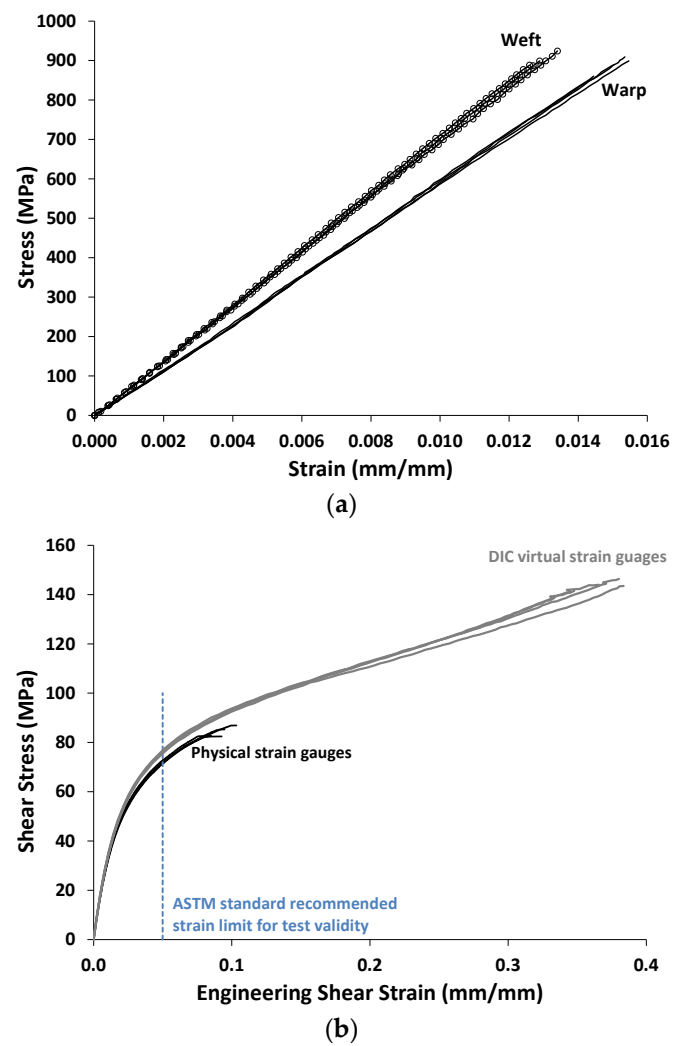 1000
900
800
700
600
500
400
300
200
100
0
Stress (MPa)
Weft
Warp
0.000 0.002 0.004 0.006 0.008 0.010 0.012 0.014 0.016
Strain (mm/mm)
(a)
160
140
120
100
80
60
40
20
0
Shear Stress (MPa)
DIC virtual strain guages
Physical strain gauges
ASTM standard recommended
strain limit for test validity
0.0 0.1 0.2 0.3 0.4
Engineering Shear Strain (mm/mm)
(b)